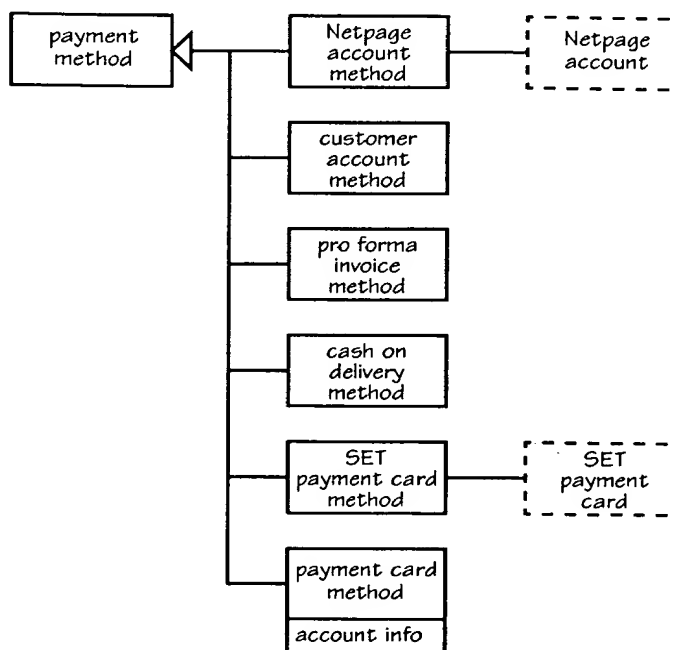 payment
method
Netpage
account
method
Netpage
account
customer
account
method
pro forma
invoice
method
cash on
delivery
method
SET
payment card
method
SET
payment
card
payment card
method
account info